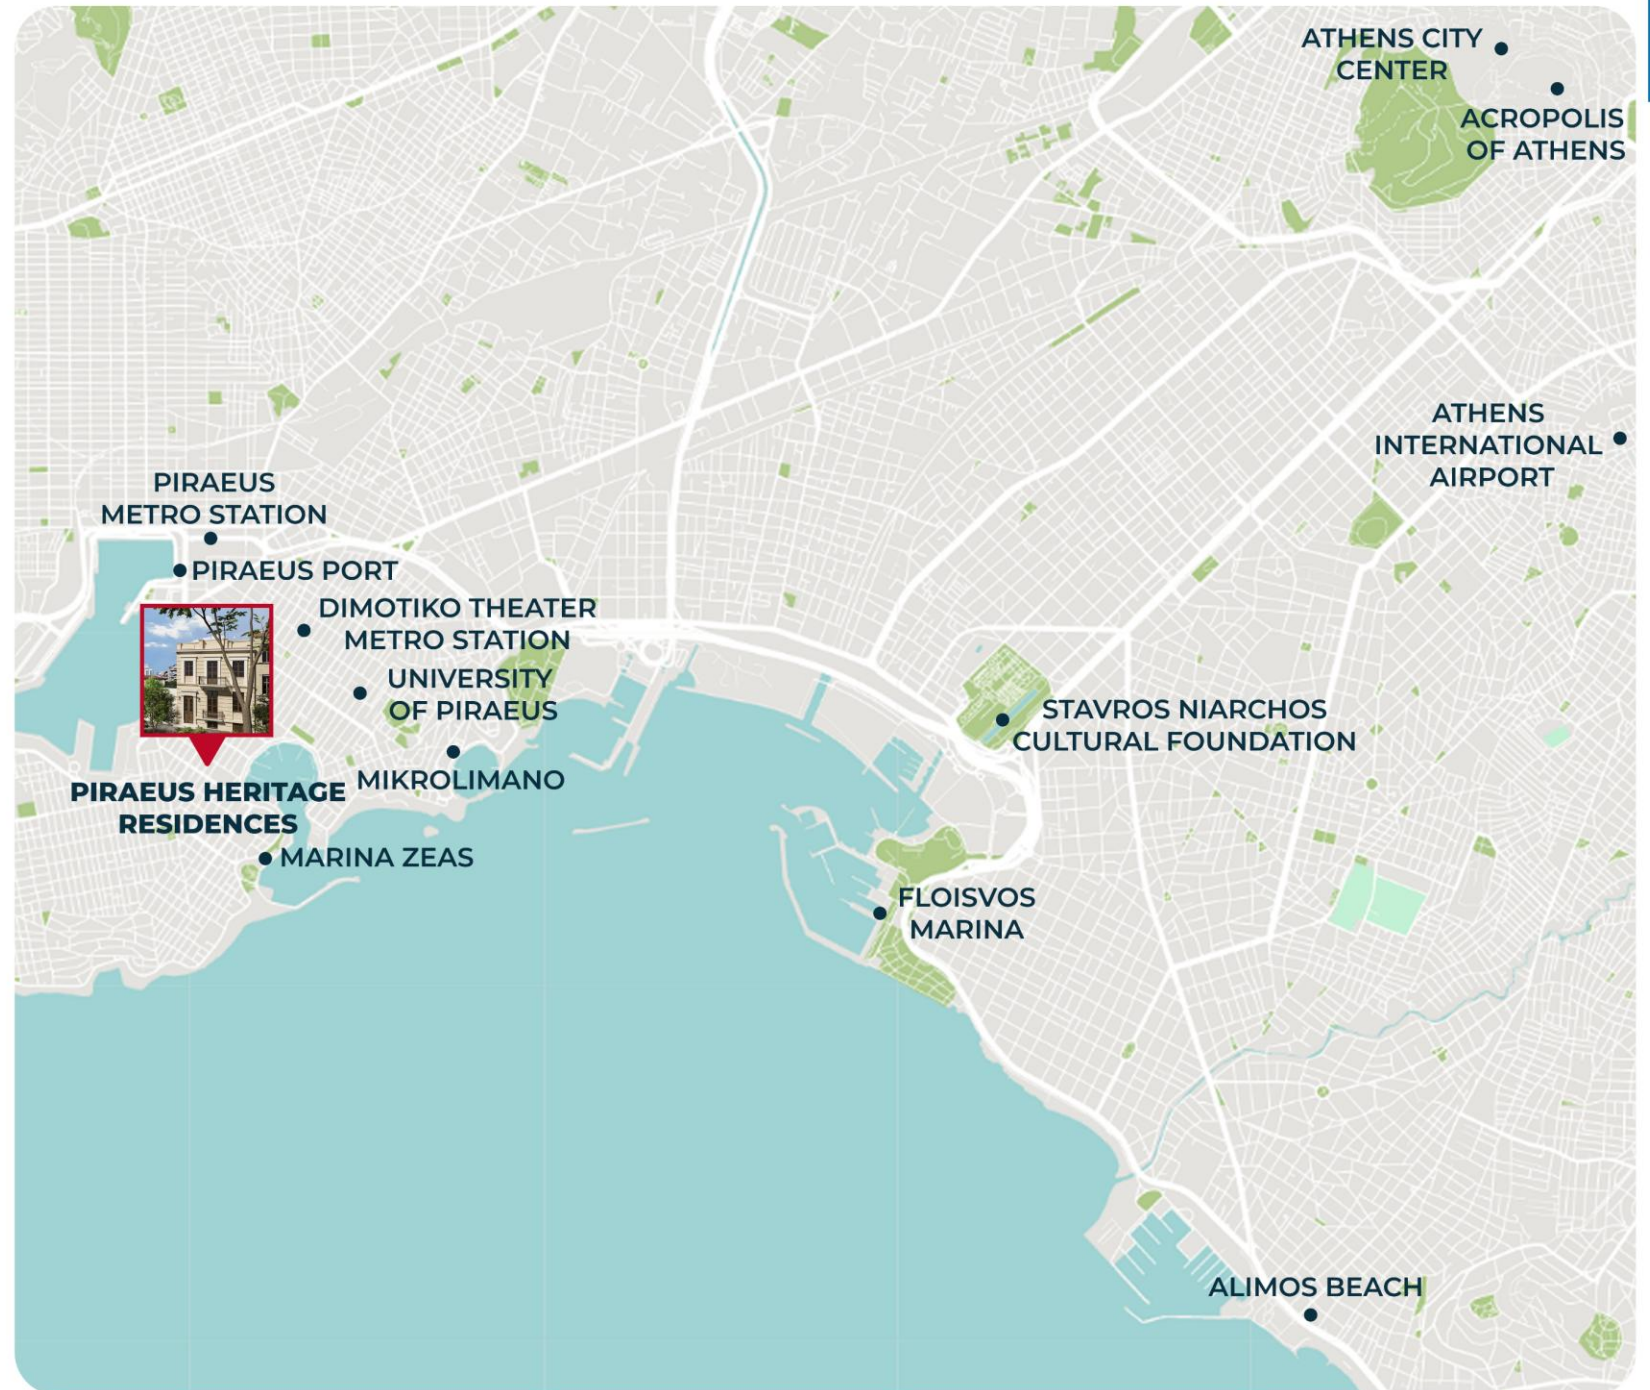 ATHENS CITY
CENTER
ACROPOLIS
OF ATHENS
ATHENS
INTERNATIONAL
AIRPORT
PIRAEUS
METRO STATION
PIRAEUS PORT
DIMOTIKO THEATER
METRO STATION
UNIVERSITY
OF PIRAEUS
STAVROS NIARCHOS
CULTURAL FOUNDATION
MIKROLIMANO
PIRAEUS HERITAGE
RESIDENCES
MARINA ZEAS
FLOISVOS
MARINA
ALIMOS BEACH